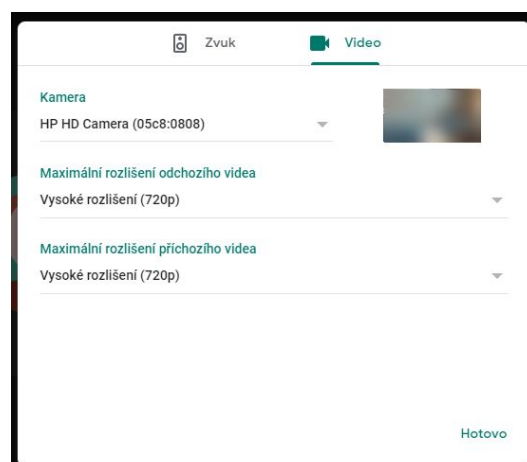 Zvuk
Video
Kamera
HP HD Camera (05c8:0808)
Maximální rozlišení odchozího videa
Vysoké rozlišení (720p)
Maximální rozlišení příchozího videa
Vysoké rozlišení (720p)
Hotovo